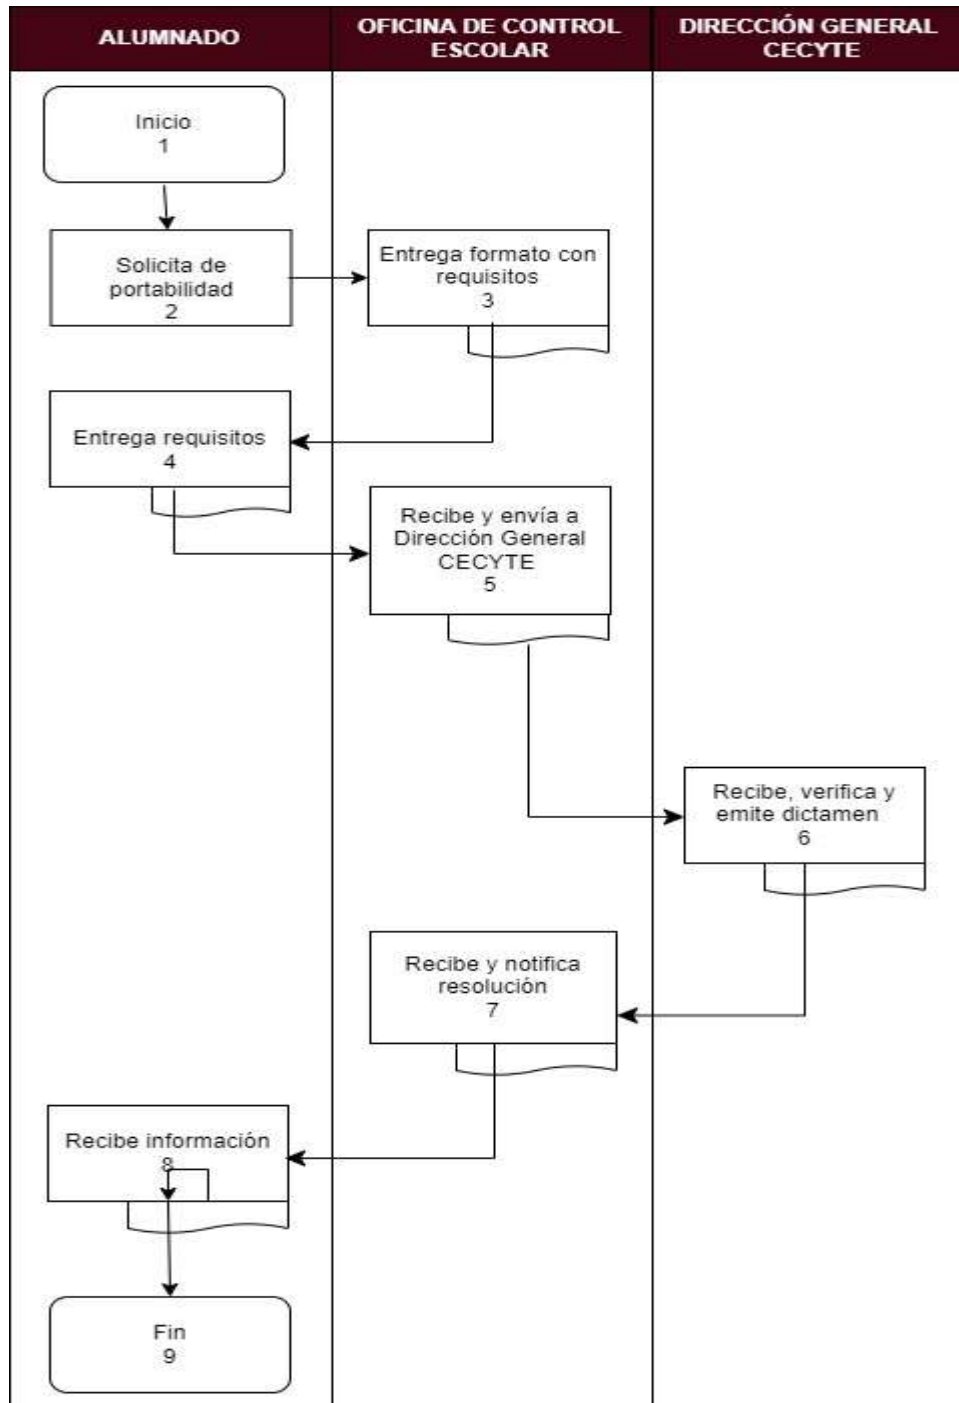 ALUMNADO
OFICINA DE CONTROL
ESCOLAR
DIRECCIÓN GENERAL
CECYTE
Inicio
1
Solicita de
portabilidad
2
Entrega formato con
requisitos
3
Entrega requisitos
4
Recibe y envía a
Dirección General
CECYTE
5
Recibe, verifica y
emite dictamen
6
Recibe y notifica
resolución
7
Recibe información
8
Fin
9